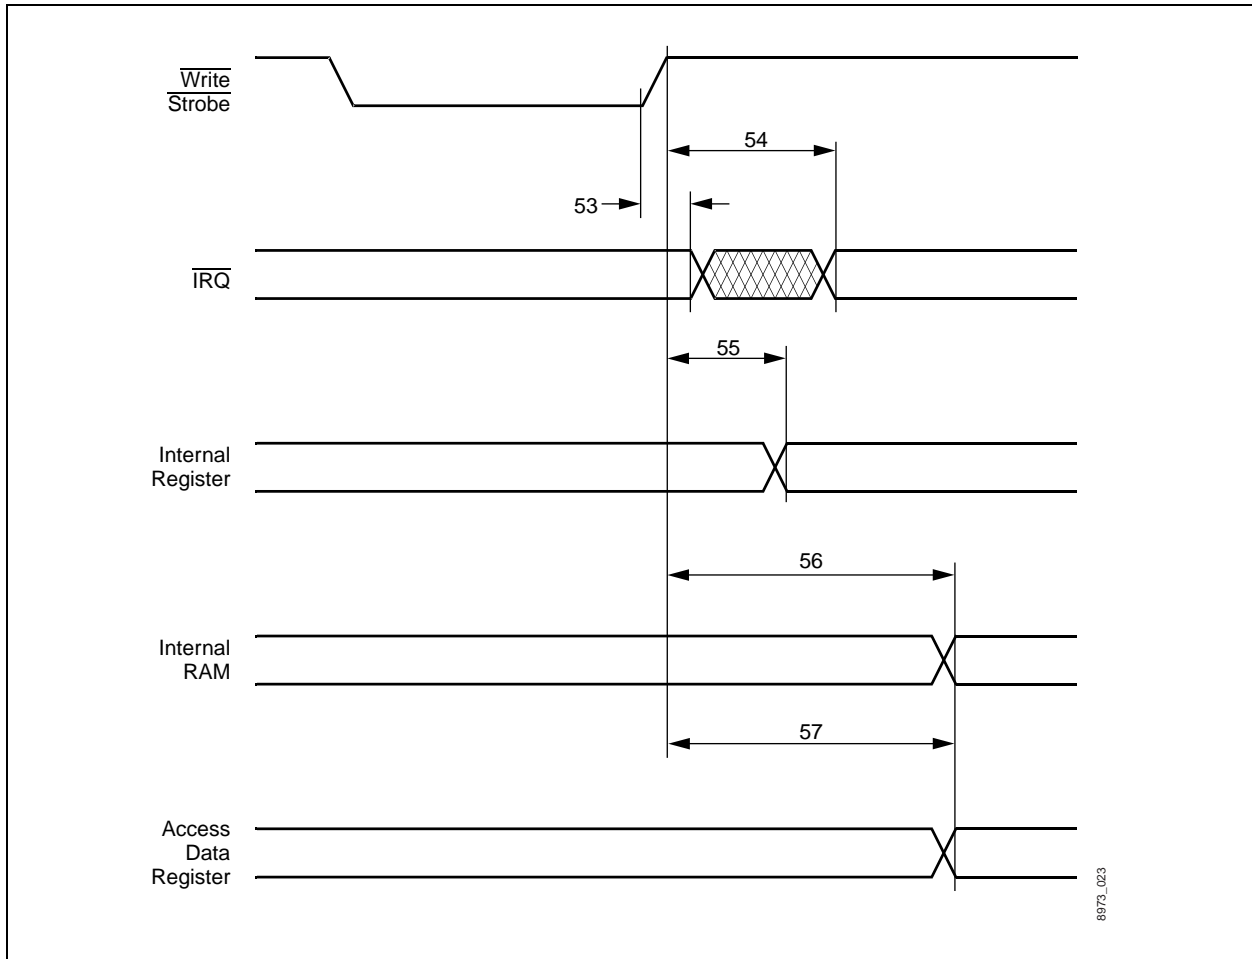 Write
Strobe
54
53
IRQ
55
Internal
Register
56
Internal
RAM
57
Access
Data
Register
8973_023